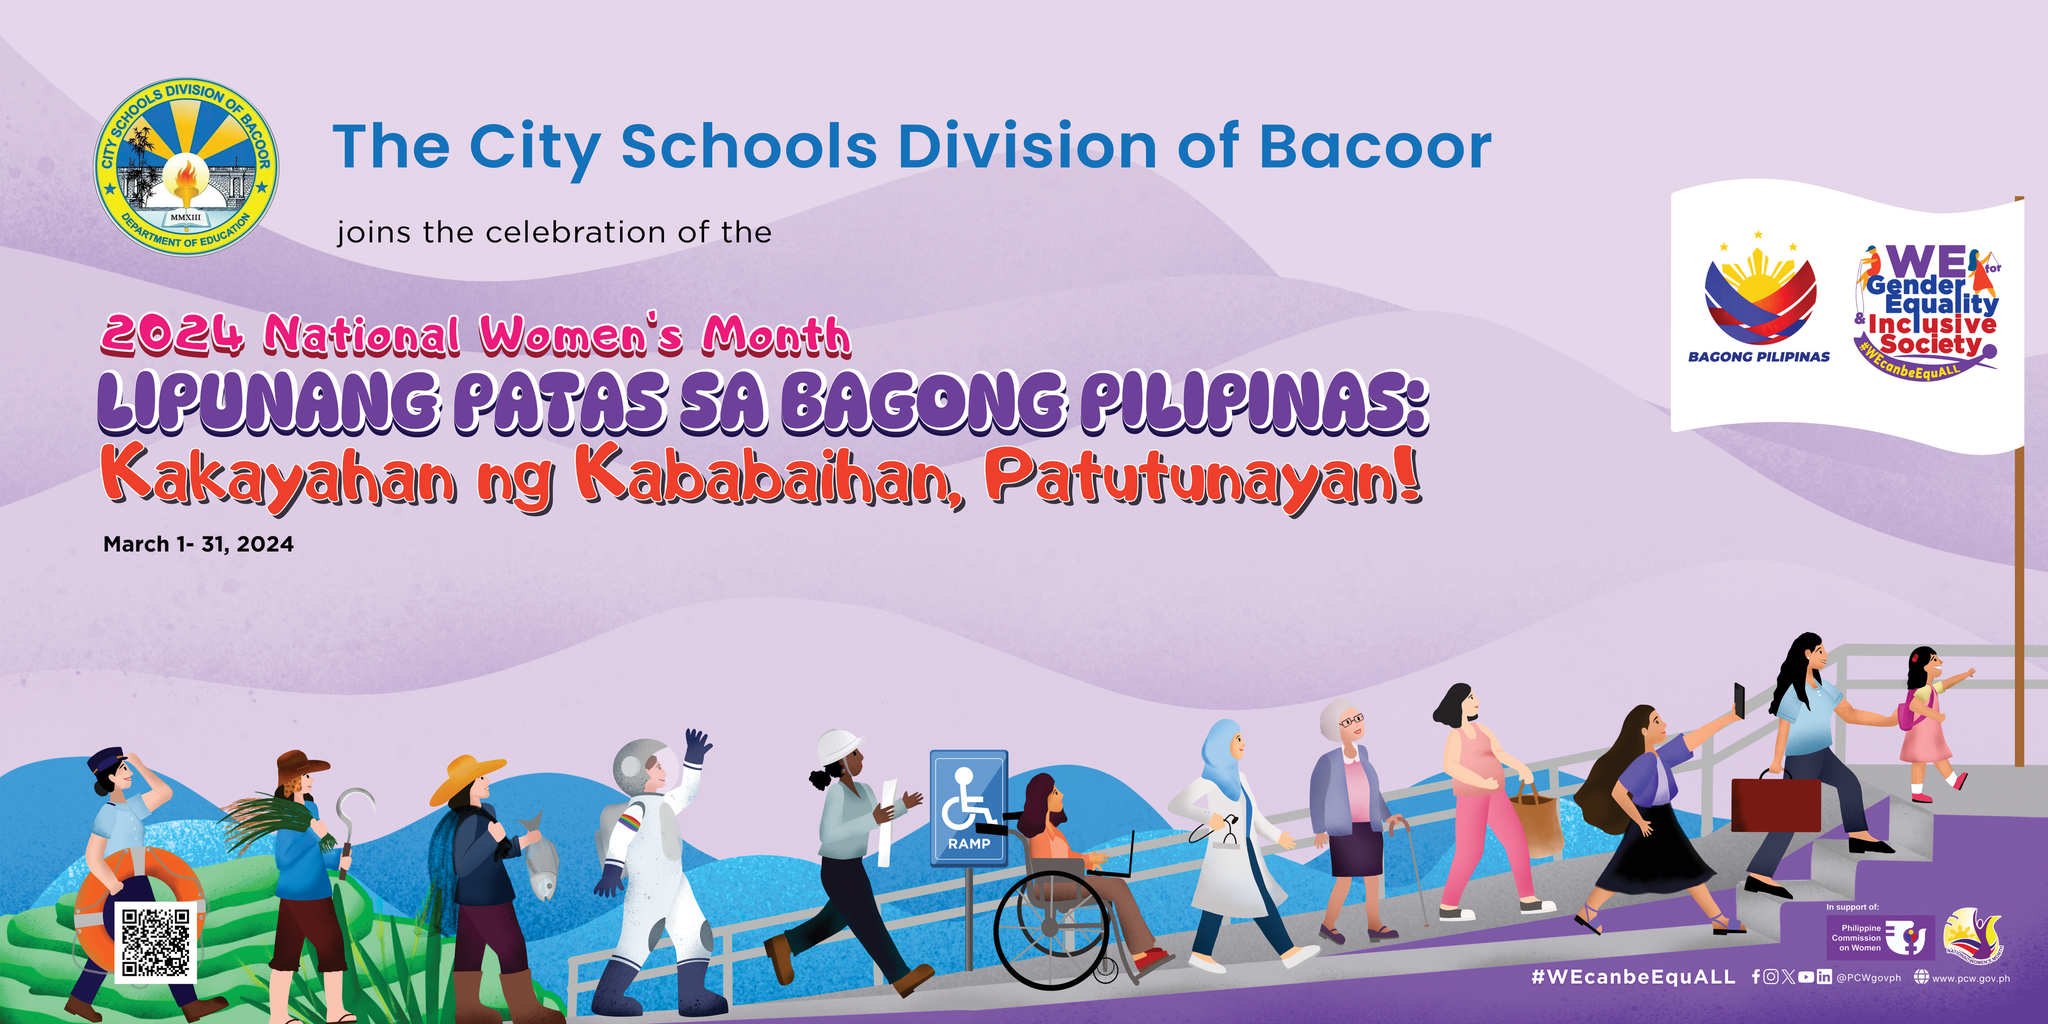 CITY SCHOOLS DIVISION OF BACOOR
MMXIII
DEPARTMENT OF EDUCATION
The City Schools Division of Bacoor
joins the celebration of the
2024 National Women's Month
LIPUNANG PATAS SA BAGONG PILIPINAS:
Kakayahan ng Kababaihan, Patutunayan!
March 1- 31, 2024
BAGONG PILIPINAS
WE for
Gender
Equality
& Inclusive
Society
#WEcanbeEquALL
RAMP
In support of:
Philippine
Commission
on Women
NATIONAL WOMEN'S MONTH
#WEcanbeEquALL
@PCWgovph
www.pcw.gov.ph